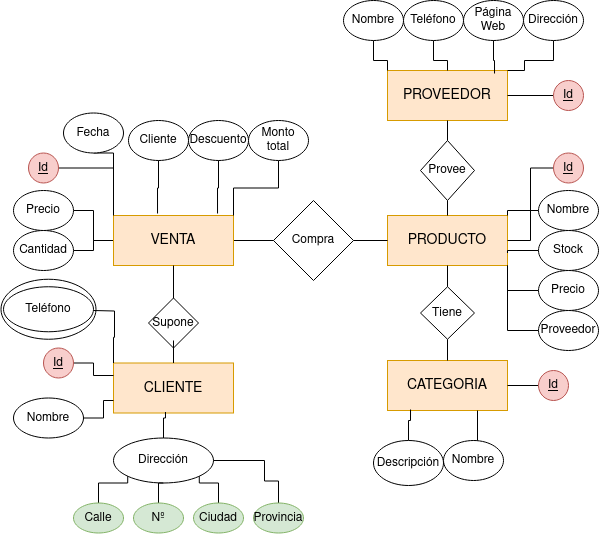 Nombre
Teléfono
Página
Web
Dirección
PROVEEDOR
Id
Fecha
Cliente
Descuento
Monto
total
Id
Provee
Id
Precio
Cantidad
VENTA
Compra
PRODUCTO
Nombre
Stock
Precio
Proveedor
Teléfono
Supone
Tiene
Id
CLIENTE
CATEGORIA
Id
Nombre
Dirección
Descripción
Nombre
Calle
Nº
Ciudad
Provincia